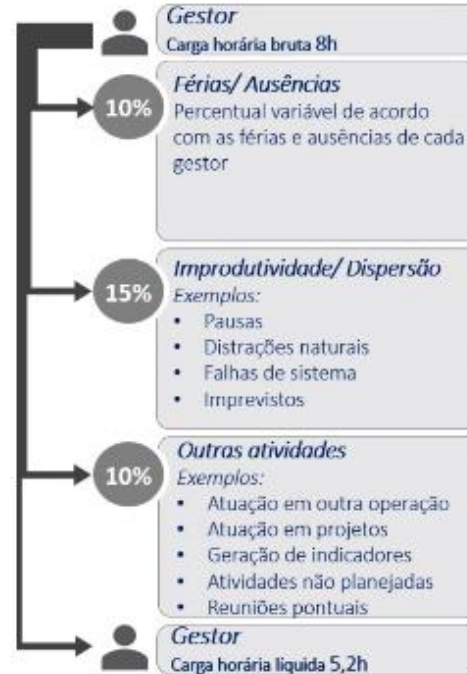 Gestor
Carga horária bruta 8h
10%
Férias/ Ausências
Percentual variável de acordo
com as férias e ausências de cada
gestor
15%
Improdutividade/ Dispersão
Exemplos:
• Pausas
• Distrações naturais
• Falhas de sistema
• Imprevistos
10%
Outras atividades
Exemplos:
• Atuação em outra operação
• Atuação em projetos
• Geração de indicadores
• Atividades não planejadas
• Reuniões pontuais
Gestor
Carga horária liquida 5,2h